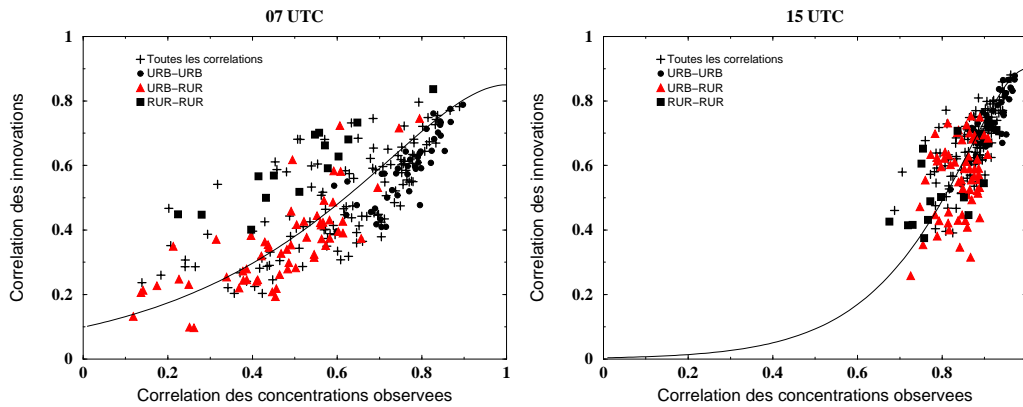 07 UTC
Correlation des innovations
1
0.8
0.6
0.4
0.2
0
Toutes les correlations
URB−URB
URB−RUR
RUR−RUR
0 0.2 0.4 0.6 0.8 1
Correlation des concentrations observees
15 UTC
Correlation des innovations
1
0.8
0.6
0.4
0.2
0
Toutes les correlations
URB−URB
URB−RUR
RUR−RUR
0 0.2 0.4 0.6 0.8 1
Correlation des concentrations observees